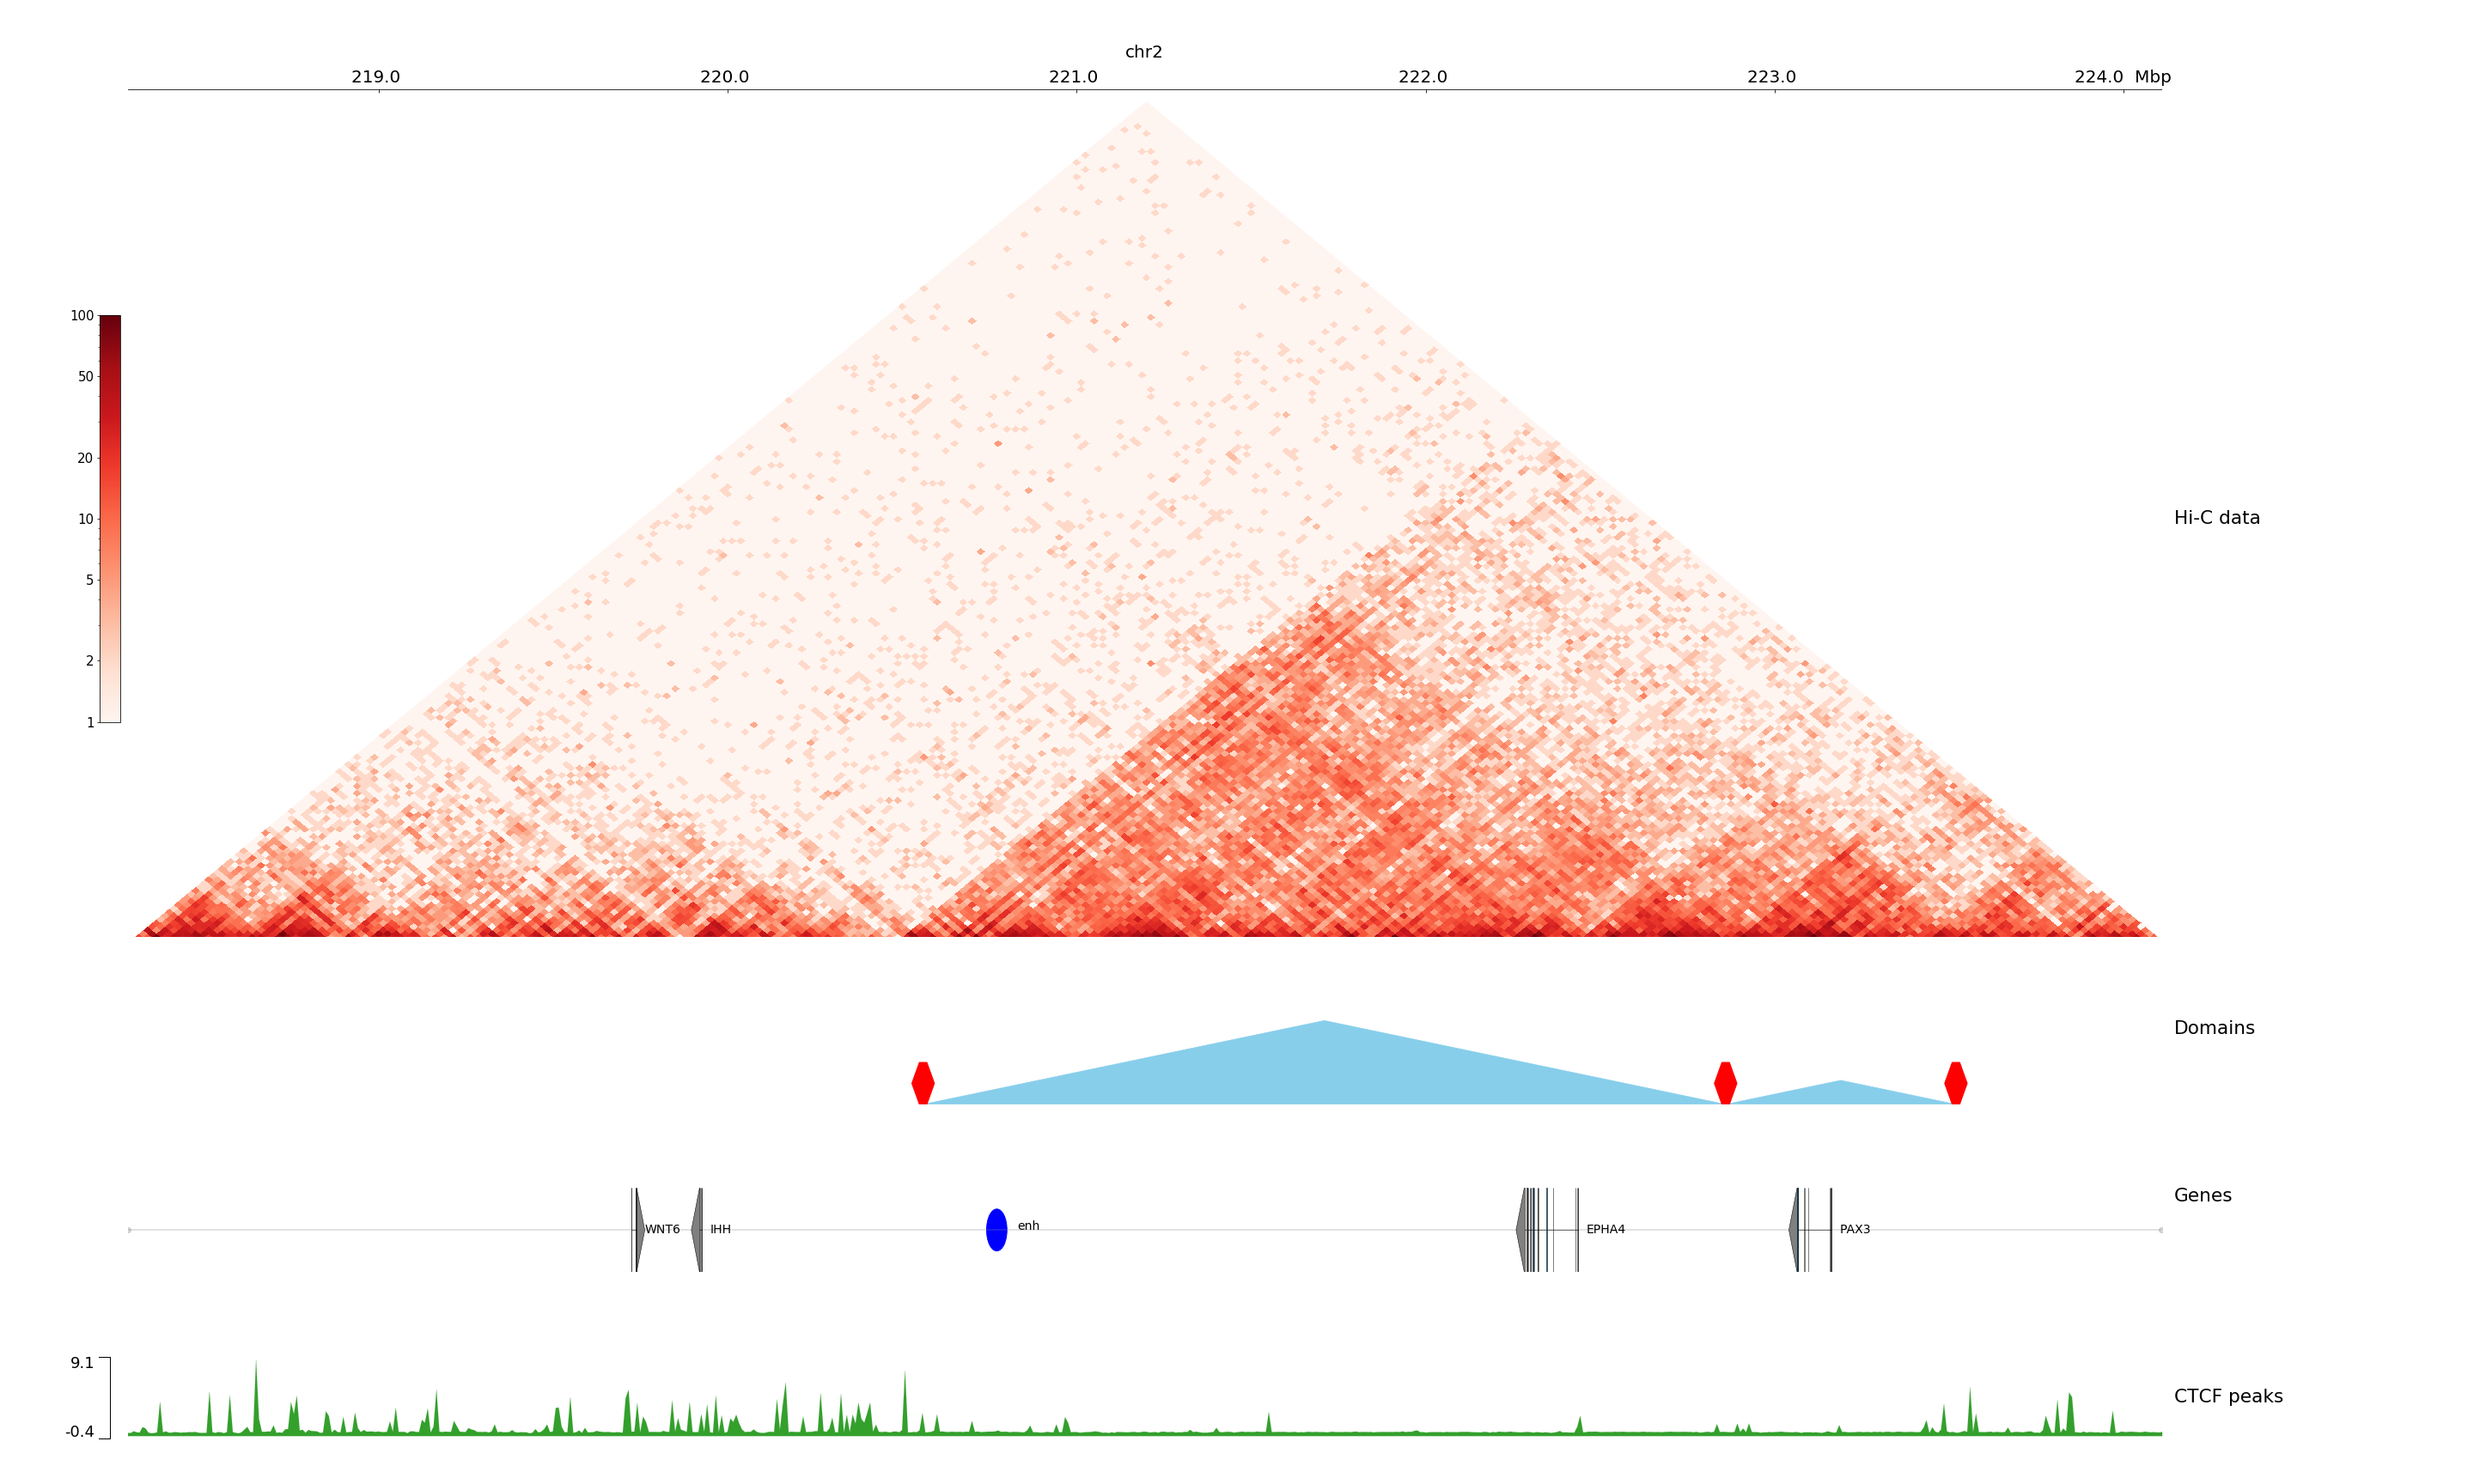 chr2
219.0 220.0 221.0 222.0 223.0 224.0 Mbp
100
50
20
10
5
2
1
Hi-C data
Domains
Genes
WNT6 IHH enh EPHA4 PAX3
9.1
-0.4
CTCF peaks